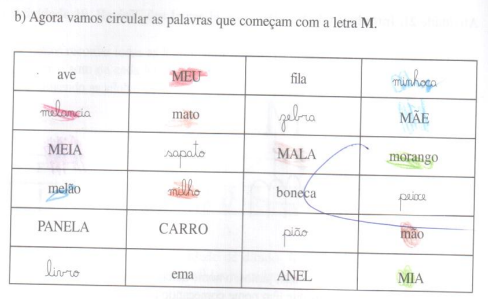 b) Agora vamos circular as palavras que começam com a letra M.
ave MEU fila minhoca
melancia mato zebra MÃE
MEIA sapato MALA morango
melão milho boneca peixe
PANELA CARRO pião mão
livro ema ANEL MIA